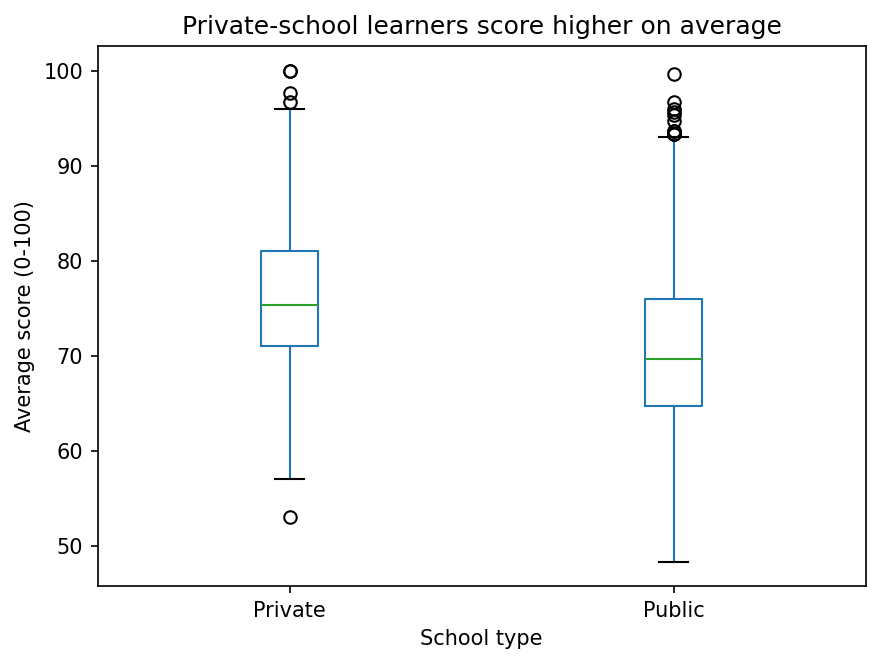 Private-school learners score higher on average
100
90
80
70
60
50
Average score (0-100)
Private
Public
School type